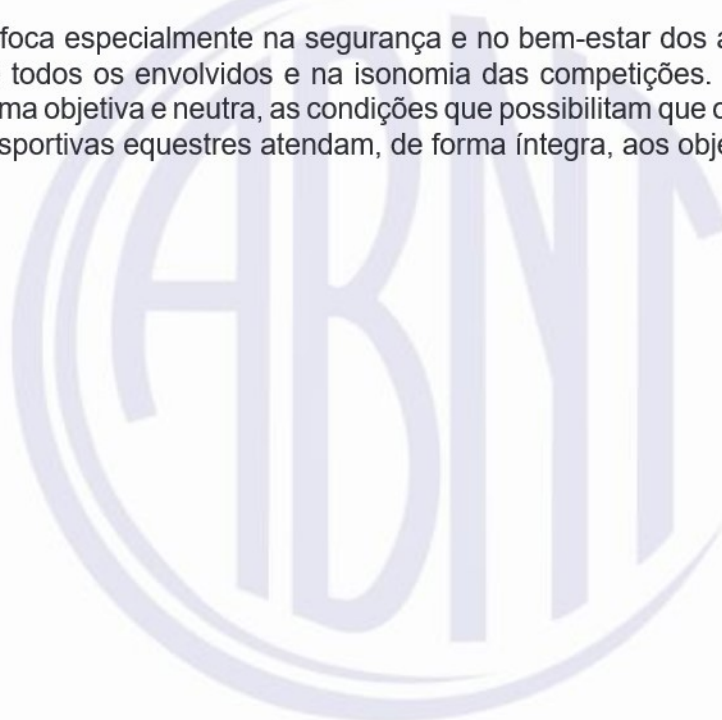 foca especialmente na segurança e no bem-estar dos
todos os envolvidos e na isonomia das competições.
ma objetiva e neutra, as condições que possibilitam que
sportivas equestres atendam, de forma íntegra, aos obje
ABNT